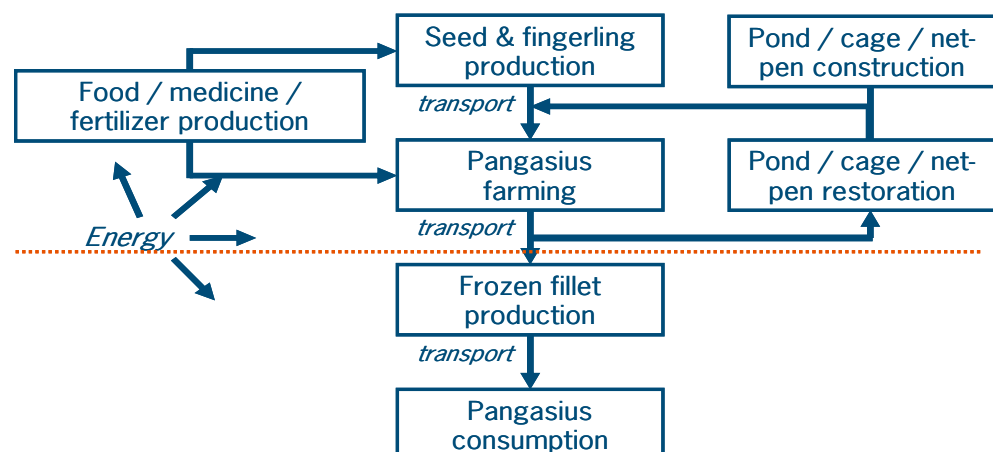 Seed & fingerling
production
Pond / cage / net-
pen construction
Food / medicine /
fertilizer production
transport
Pangasius
farming
Pond / cage / net-
pen restoration
transport
Energy
Frozen fillet
production
transport
Pangasius
consumption